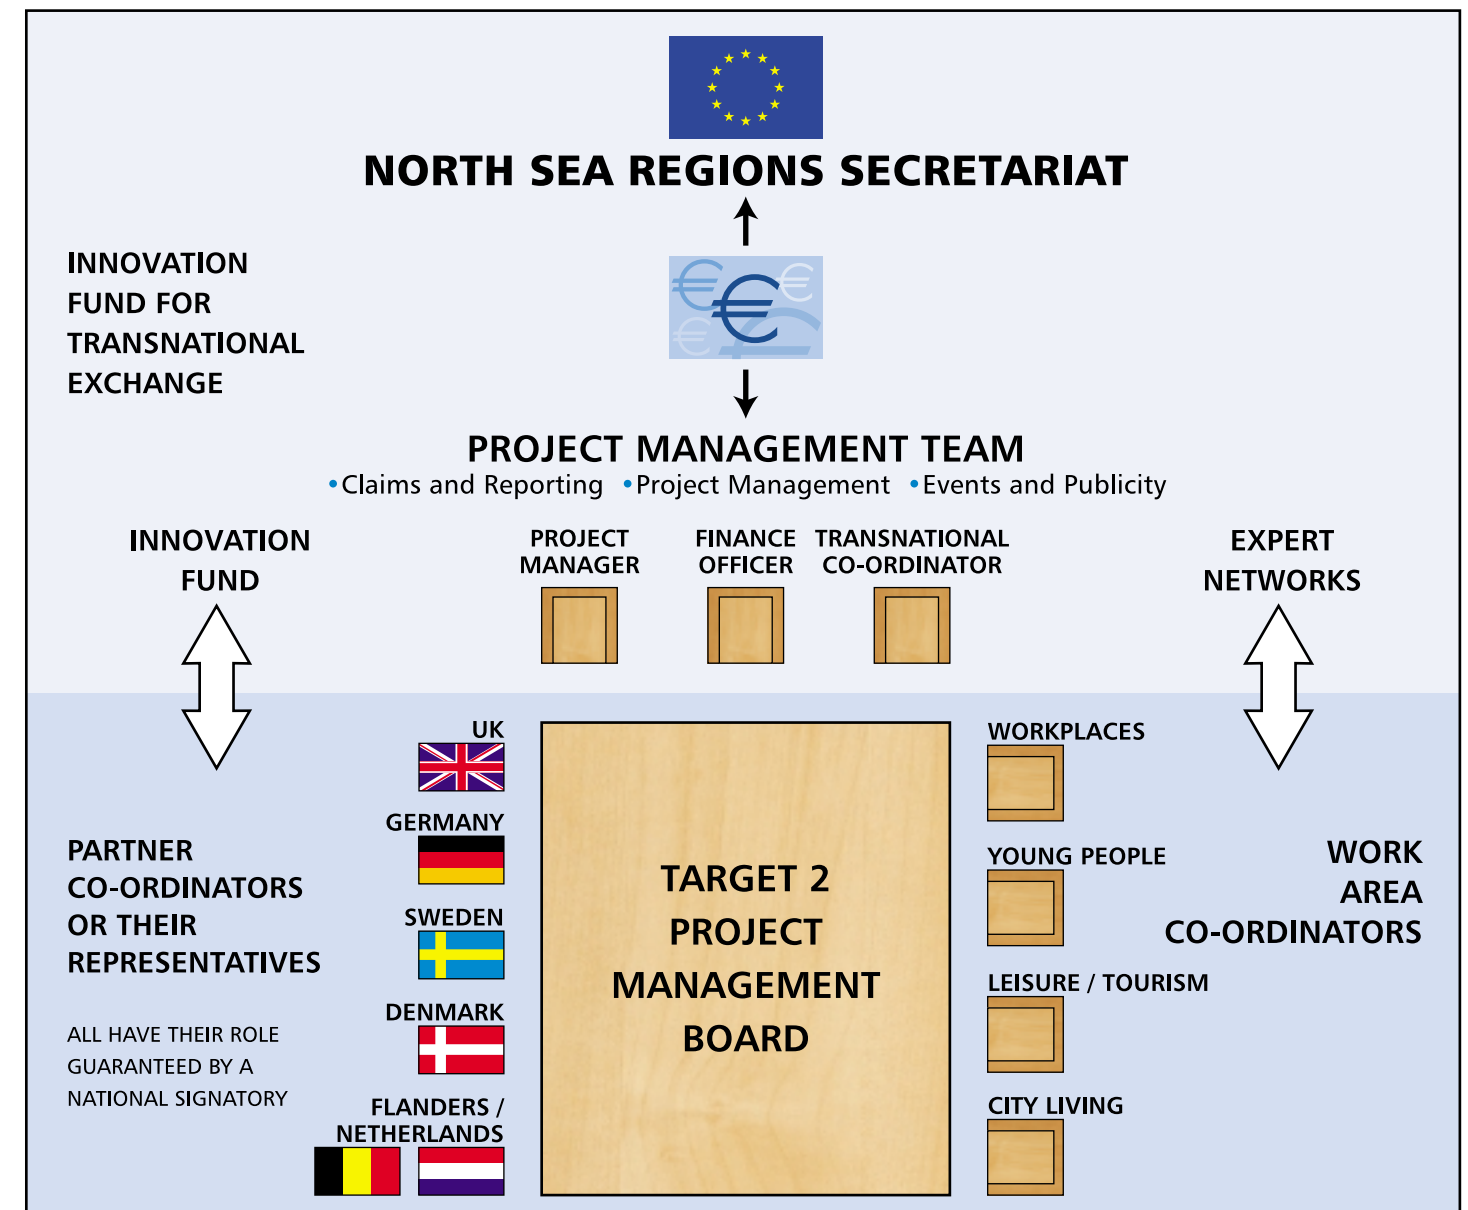 NORTH SEA REGIONS SECRETARIAT
INNOVATION
FUND FOR
TRANSNATIONAL
EXCHANGE
PROJECT MANAGEMENT TEAM
•Claims and Reporting •Project Management •Events and Publicity
INNOVATION
FUND
PROJECT
MANAGER
FINANCE
OFFICER
TRANSNATIONAL
CO-ORDINATOR
EXPERT
NETWORKS
PARTNER
CO-ORDINATORS
OR THEIR
REPRESENTATIVES
ALL HAVE THEIR ROLE
GUARANTEED BY A
NATIONAL SIGNATORY
UK
GERMANY
SWEDEN
DENMARK
FLANDERS /
NETHERLANDS
TARGET 2
PROJECT
MANAGEMENT
BOARD
WORKPLACES
YOUNG PEOPLE
LEISURE / TOURISM
CITY LIVING
WORK
AREA
CO-ORDINATORS